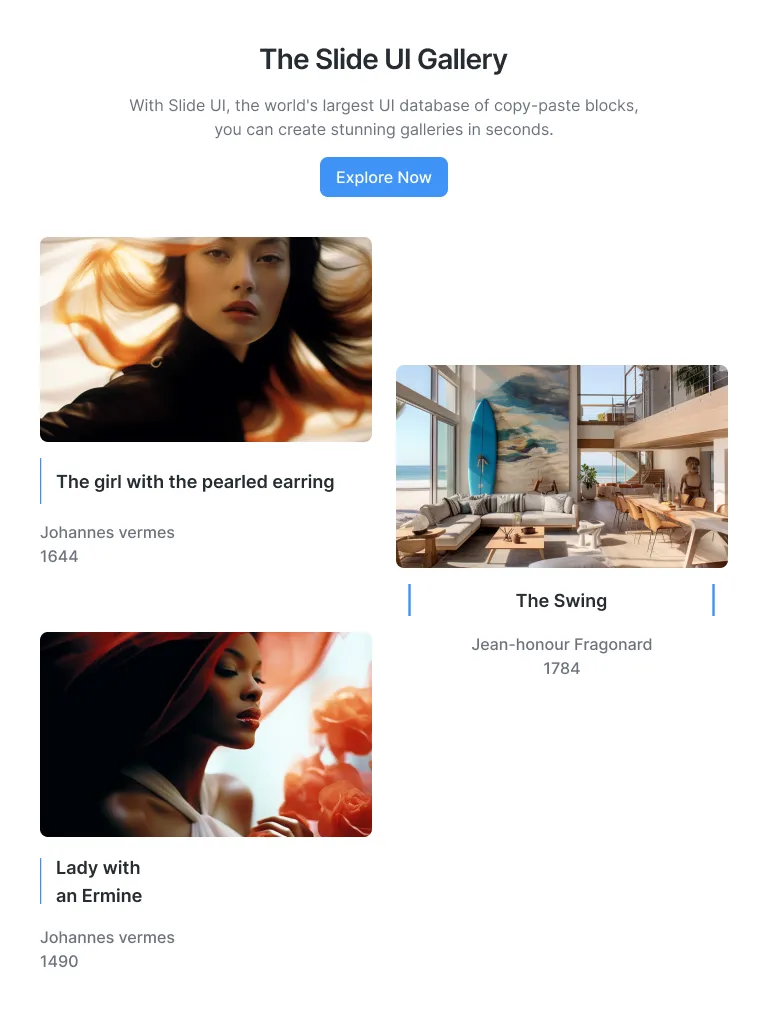 The Slide UI Gallery
With Slide UI, the world's largest UI database of copy-paste blocks,
you can create stunning galleries in seconds.
Explore Now
The girl with the pearled earring
Johannes vermes
1644
The Swing
Jean-honour Fragonard
1784
Lady with
an Ermine
Johannes vermes
1490